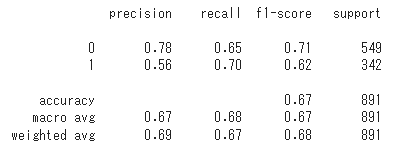 precision recall f1-score support
0 0.78 0.65 0.71 549
1 0.56 0.70 0.62 342
accuracy 0.67 891
macro avg 0.67 0.68 0.67 891
weighted avg 0.69 0.67 0.68 891